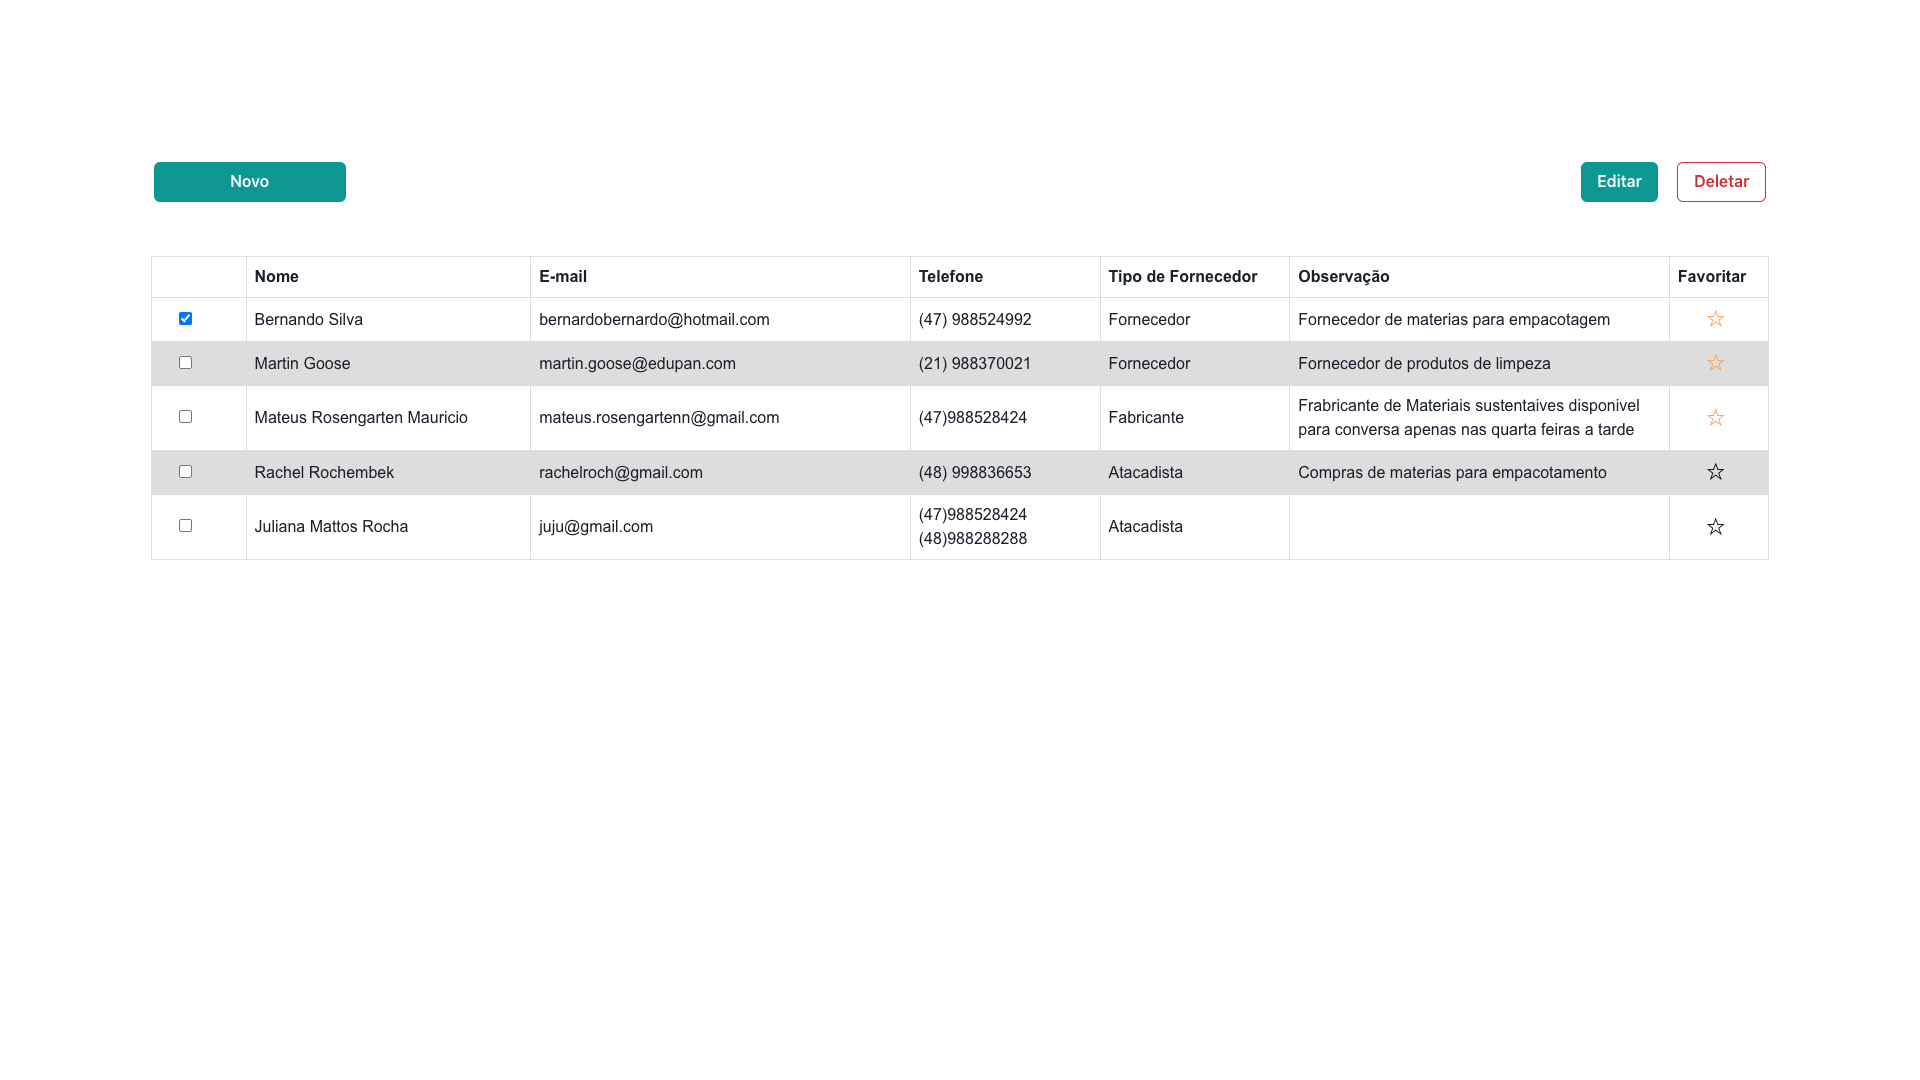 Novo
Editar
Deletar
Nome
E-mail
Telefone
Tipo de Fornecedor
Observação
Favoritar
Bernando Silva
bernardobernardo@hotmail.com
(47) 988524992
Fornecedor
Fornecedor de materias para empacotagem
Martin Goose
martin.goose@edupan.com
(21) 988370021
Fornecedor
Fornecedor de produtos de limpeza
Mateus Rosengarten Mauricio
mateus.rosengartenn@gmail.com
(47)988528424
Fabricante
Frabricante de Materiais sustentaives disponivel
para conversa apenas nas quarta feiras a tarde
Rachel Rochembek
rachelroch@gmail.com
(48) 998836653
Atacadista
Compras de materias para empacotamento
Juliana Mattos Rocha
juju@gmail.com
(47)988528424
(48)988288288
Atacadista